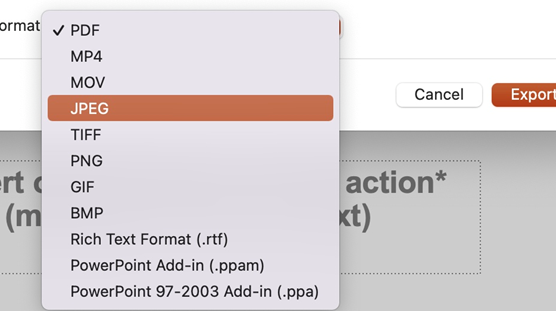 ormat
✓ PDF
MP4
MOV
JPEG
TIFF
PNG
GIF
BMP
Rich Text Format (.rtf)
PowerPoint Add-in (.ppam)
PowerPoint 97-2003 Add-in (.ppa)
Cancel
Export
ert action*
(m xt)